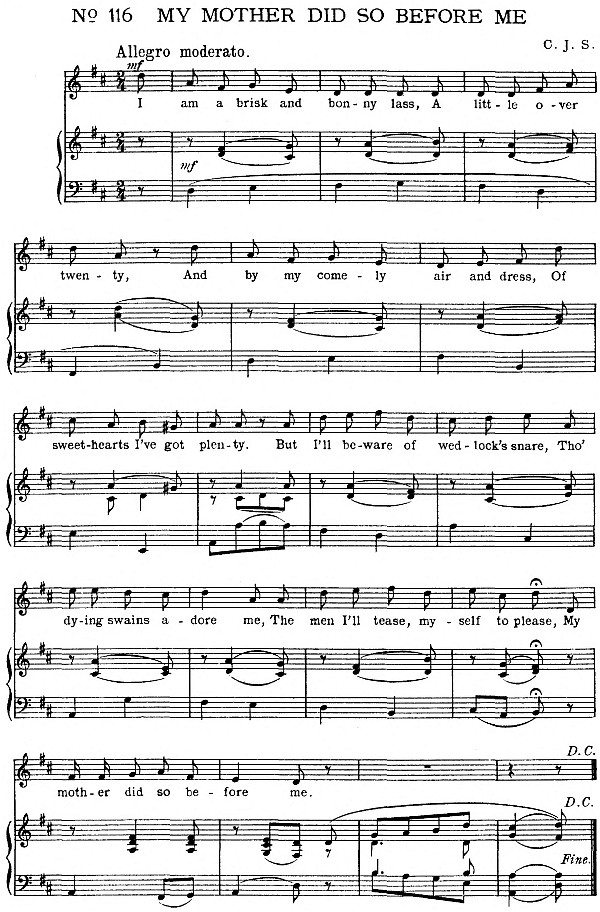 No 116 MY MOTHER DID SO BEFORE ME
C. J. S.
Allegro moderato.
mf
I am a brisk and bon-ny lass, A litt-le o-ver
mf
twen-ty, And by my come-ly air and dress, Of
sweet-hearts I've got plen-ty. But I'll be-ware of wed-lock's snare, Tho'
dy-ing swains a-dore me, The men I'll tease, my-self to please, My
D. C.
moth-er did so be-fore me.
D. C.
Fine.